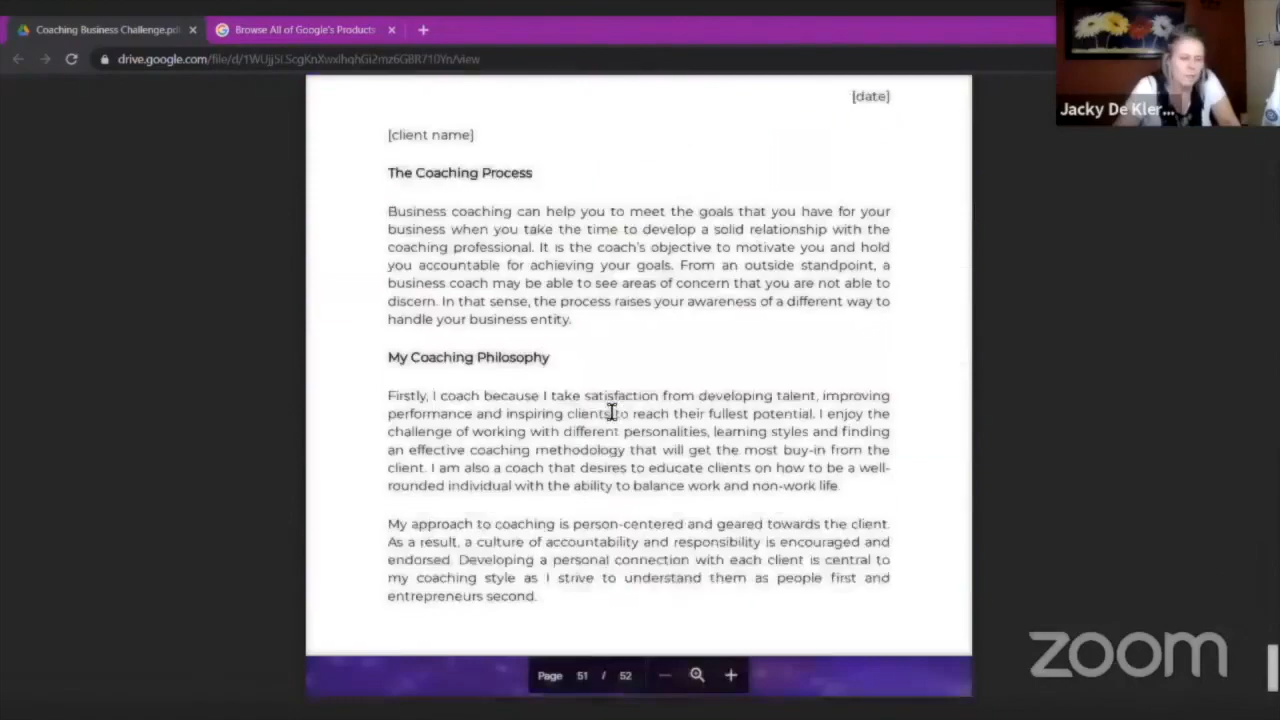 Coaching Business Challenge.pd
Browse All of Google's Products
drive.google.com
Jacky De Kler...
[date]
[client name]
The Coaching Process
Business coaching can help you to meet the goals that you have for your
business when you take the time to develop a solid relationship with the
coaching professional. It is the coach's objective to motivate you and hold
you accountable for achieving your goals. From an outside standpoint, a
business coach may be able to see areas of concern that you are not able to
discern. In that sense, the process raises your awareness of a different way to
handle your business entity.
My Coaching Philosophy
Firstly, I coach because I take satisfaction from developing talent, improving
performance and inspiring clients to reach their fullest potential. I enjoy the
challenge of working with different personalities, learning styles and finding
an effective coaching methodology that will get the most buy-in from the
client. I am also a coach that desires to educate clients on how to be a well-
rounded individual with the ability to balance work and non-work life.
My approach to coaching is person-centered and geared towards the client.
As a result, a culture of accountability and responsibility is encouraged and
endorsed. Developing a personal connection with each client is central to
my coaching style as I strive to understand them as people first and
entrepreneurs second.
zoom
Page 51 / 52